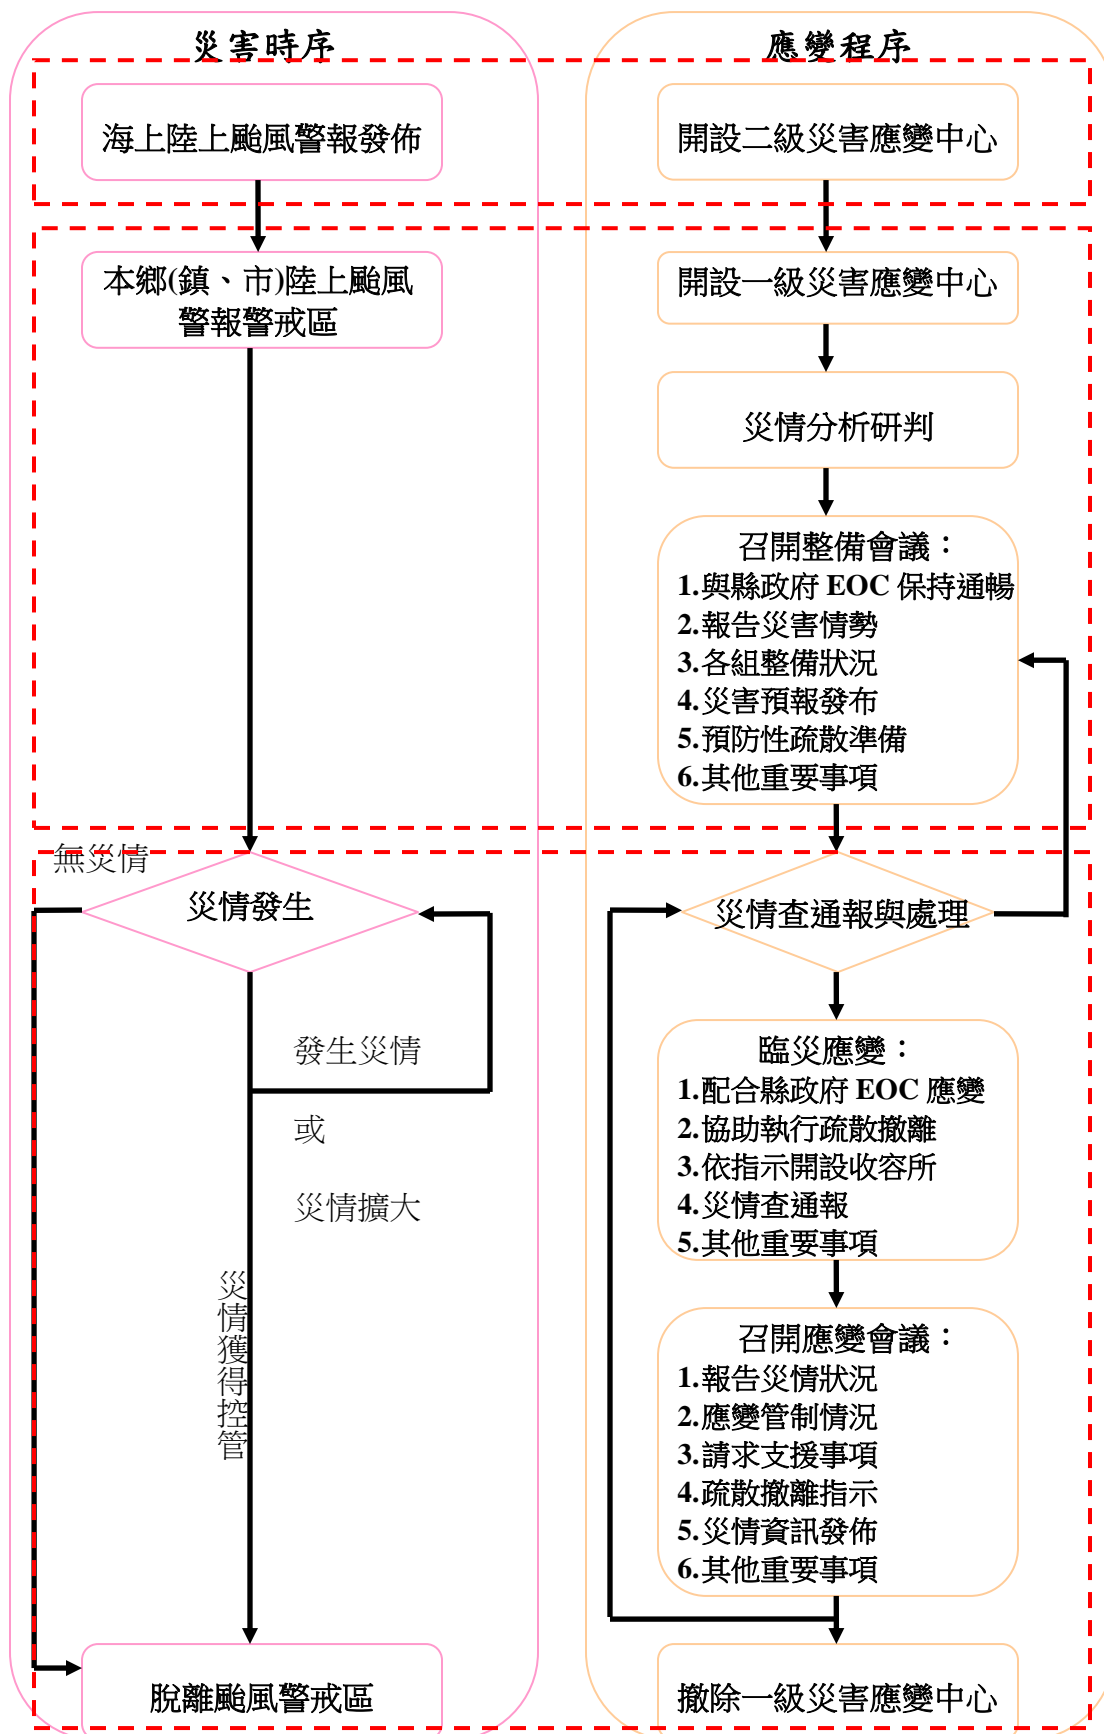 災害時序
海上陸上颱風警報發佈
本鄉(鎮、市)陸上颱風
警報警戒區
無災情
災情發生
發生災情
或
災情擴大
災情獲得控管
脫離颱風警戒區
應變程序
開設二級災害應變中心
開設一級災害應變中心
災情分析研判
召開整備會議：
1.與縣政府 EOC 保持通暢
2.報告災害情勢
3.各組整備狀況
4.災害預報發布
5.預防性疏散準備
6.其他重要事項
災情查通報與處理
臨災應變：
1.配合縣政府 EOC 應變
2.協助執行疏散撤離
3.依指示開設收容所
4.災情查通報
5.其他重要事項
召開應變會議：
1.報告災情狀況
2.應變管制情況
3.請求支援事項
4.疏散撤離指示
5.災情資訊發佈
6.其他重要事項
撤除一級災害應變中心